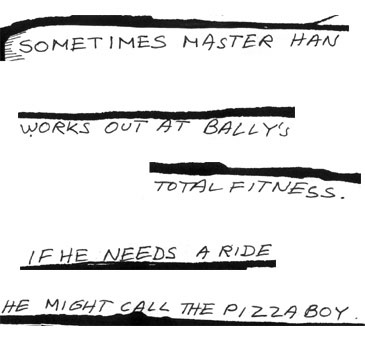 SOMETIMES MASTER HAN
WORKS OUT AT BALLY'S
TOTAL FITNESS.
IF HE NEEDS A RIDE
HE MIGHT CALL THE PIZZA BOY.